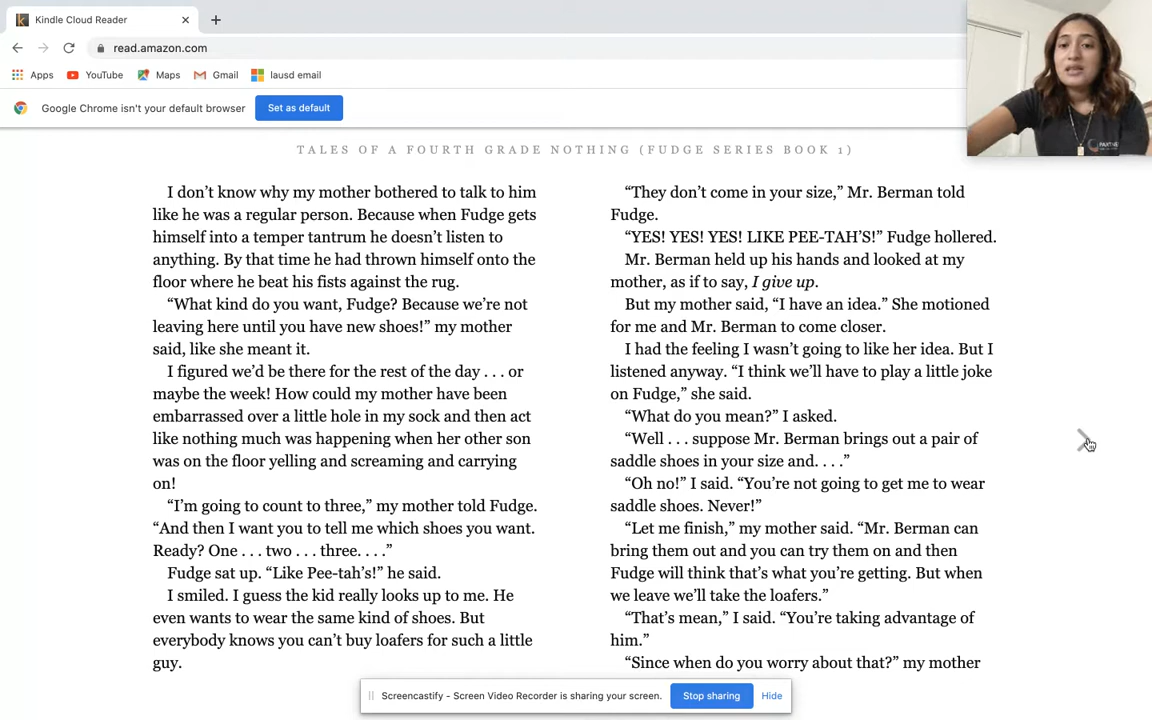 Kindle Cloud Reader
read.amazon.com
Apps
YouTube
Maps
Gmail
lausd email
Google Chrome isn't your default browser
Set as default
TALES OF A FOURTH GRADE NOTHING (FUDGE SERIES BOOK 1)
I don’t know why my mother bothered to talk to him
like he was a regular person. Because when Fudge gets
himself into a temper tantrum he doesn’t listen to
anything. By that time he had thrown himself onto the
floor where he beat his fists against the rug.
“What kind do you want, Fudge? Because we’re not
leaving here until you have new shoes!” my mother
said, like she meant it.
I figured we’d be there for the rest of the day . . . or
maybe the week! How could my mother have been
embarrassed over a little hole in my sock and then act
like nothing much was happening when her other son
was on the floor yelling and screaming and carrying
on!
“I’m going to count to three,” my mother told Fudge.
“And then I want you to tell me which shoes you want.
Ready? One . . . two . . . three. . . .”
Fudge sat up. “Like Pee-tah’s!” he said.
I smiled. I guess the kid really looks up to me. He
even wants to wear the same kind of shoes. But
everybody knows you can’t buy loafers for such a little
guy.
“They don’t come in your size,” Mr. Berman told
Fudge.
“YES! YES! YES! LIKE PEE-TAH’S!” Fudge hollered.
Mr. Berman held up his hands and looked at my
mother, as if to say, I give up.
But my mother said, “I have an idea.” She motioned
for me and Mr. Berman to come closer.
I had the feeling I wasn’t going to like her idea. But I
listened anyway. “I think we’ll have to play a little joke
on Fudge,” she said.
“What do you mean?” I asked.
“Well . . . suppose Mr. Berman brings out a pair of
saddle shoes in your size and. . . .”
“Oh no!” I said. “You’re not going to get me to wear
saddle shoes. Never!”
“Let me finish,” my mother said. “Mr. Berman can
bring them out and you can try them on and then
Fudge will think that’s what you’re getting. But when
we leave we’ll take the loafers.”
“That’s mean,” I said. “You’re taking advantage of
him.”
“Since when do you worry about that?” my mother
Screencastify - Screen Video Recorder is sharing your screen.
Stop sharing
Hide